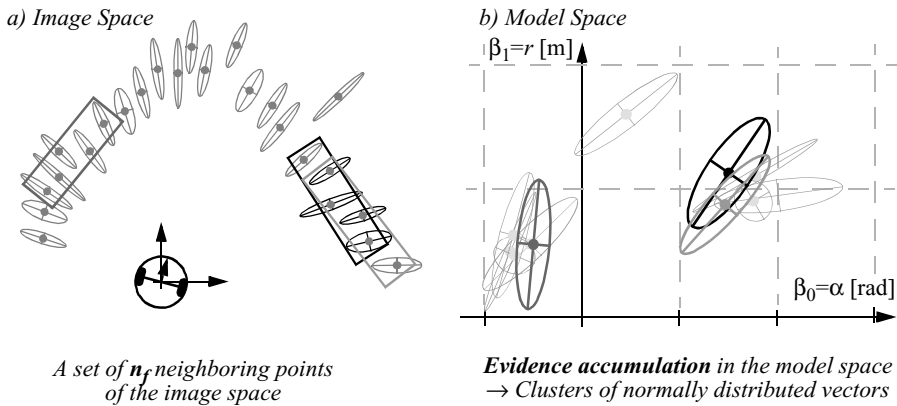 a) Image Space
b) Model Space
β₁=r [m]
β₀=α [rad]
A set of n_f neighboring points
of the image space
Evidence accumulation in the model space
→ Clusters of normally distributed vectors